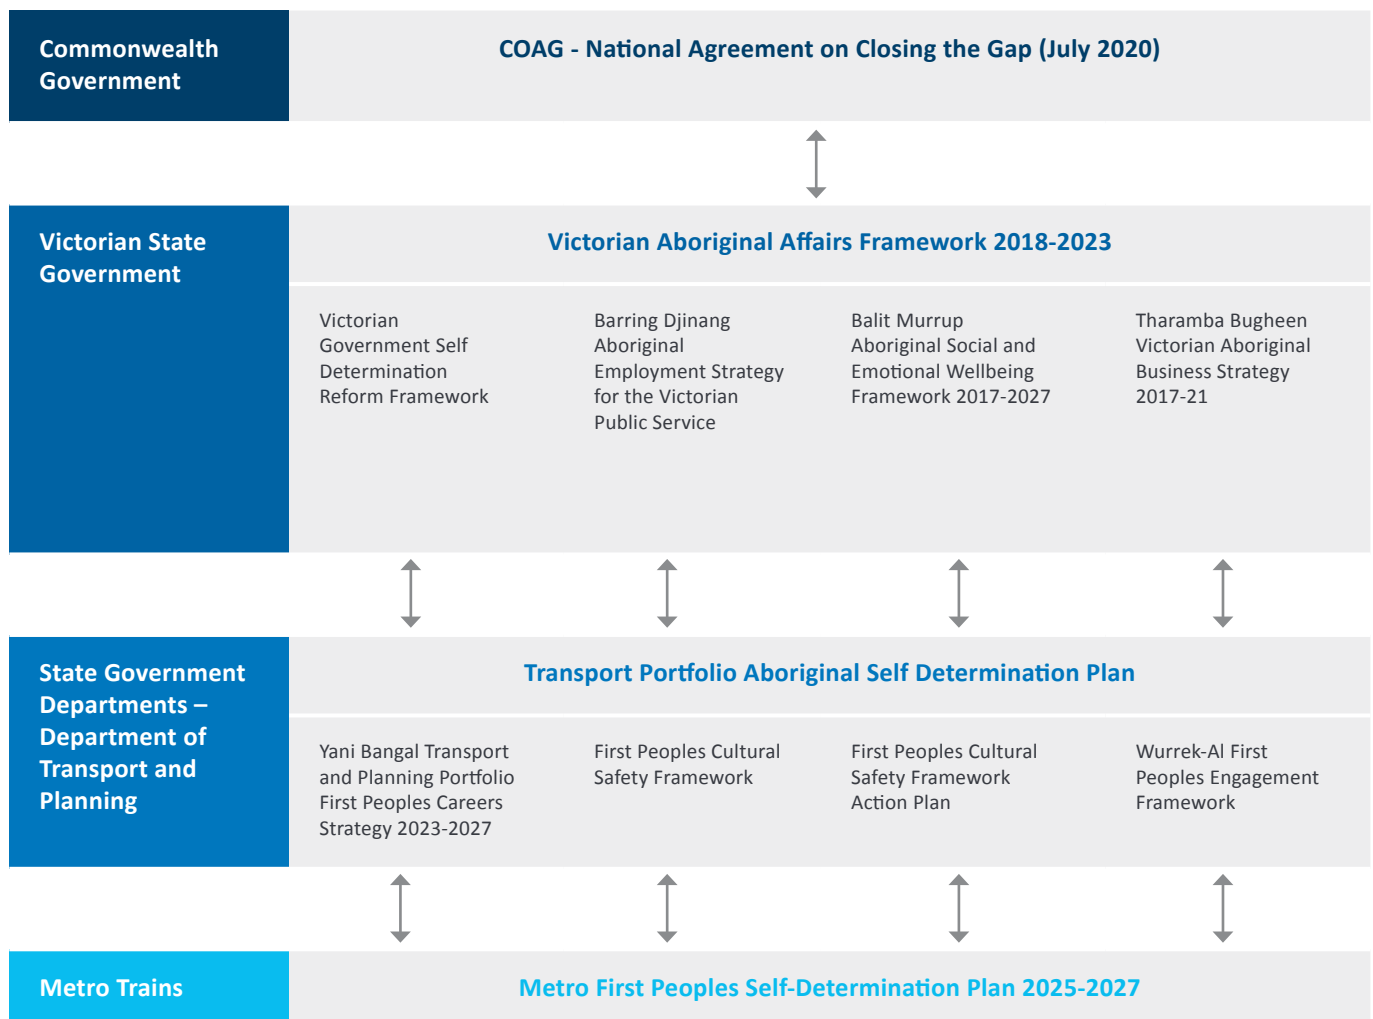 Commonwealth
Government
COAG - National Agreement on Closing the Gap (July 2020)
Victorian State
Government
Victorian Aboriginal Affairs Framework 2018-2023
Victorian
Government Self
Determination
Reform Framework
Barring Djinang
Aboriginal
Employment Strategy
for the Victorian
Public Service
Balit Murrup
Aboriginal Social and
Emotional Wellbeing
Framework 2017-2027
Tharamba Bugheen
Victorian Aboriginal
Business Strategy
2017-21
State Government
Departments –
Department of
Transport and
Planning
Transport Portfolio Aboriginal Self Determination Plan
Yani Bangal Transport
and Planning Portfolio
First Peoples Careers
Strategy 2023-2027
First Peoples Cultural
Safety Framework
First Peoples Cultural
Safety Framework
Action Plan
Wurrek-Al First
Peoples Engagement
Framework
Metro Trains
Metro First Peoples Self-Determination Plan 2025-2027